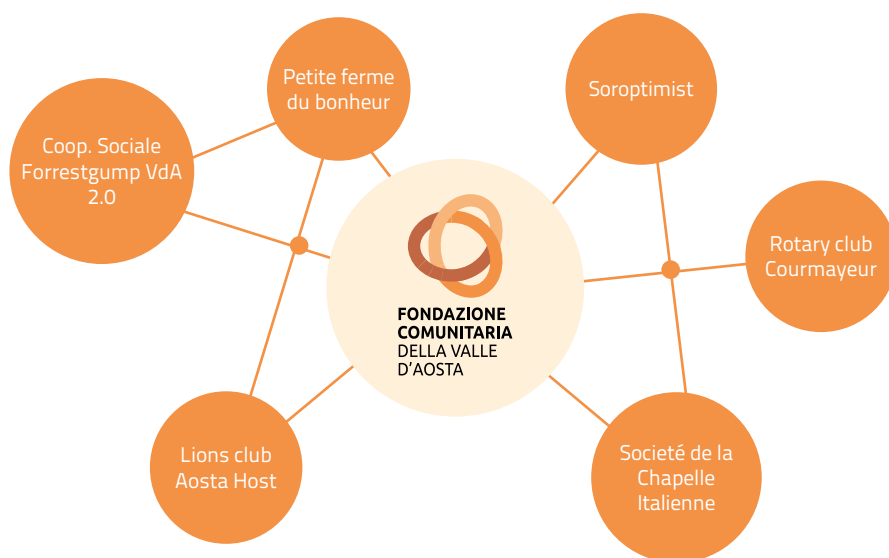 Petite ferme
du bonheur
Soroptimist
Coop. Sociale
Forrestgump VdA
2.0
Rotary club
Courmayeur
FONDAZIONE
COMUNITARIA
DELLA VALLE
D'AOSTA
Lions club
Aosta Host
Societé de la
Chapelle
Italienne